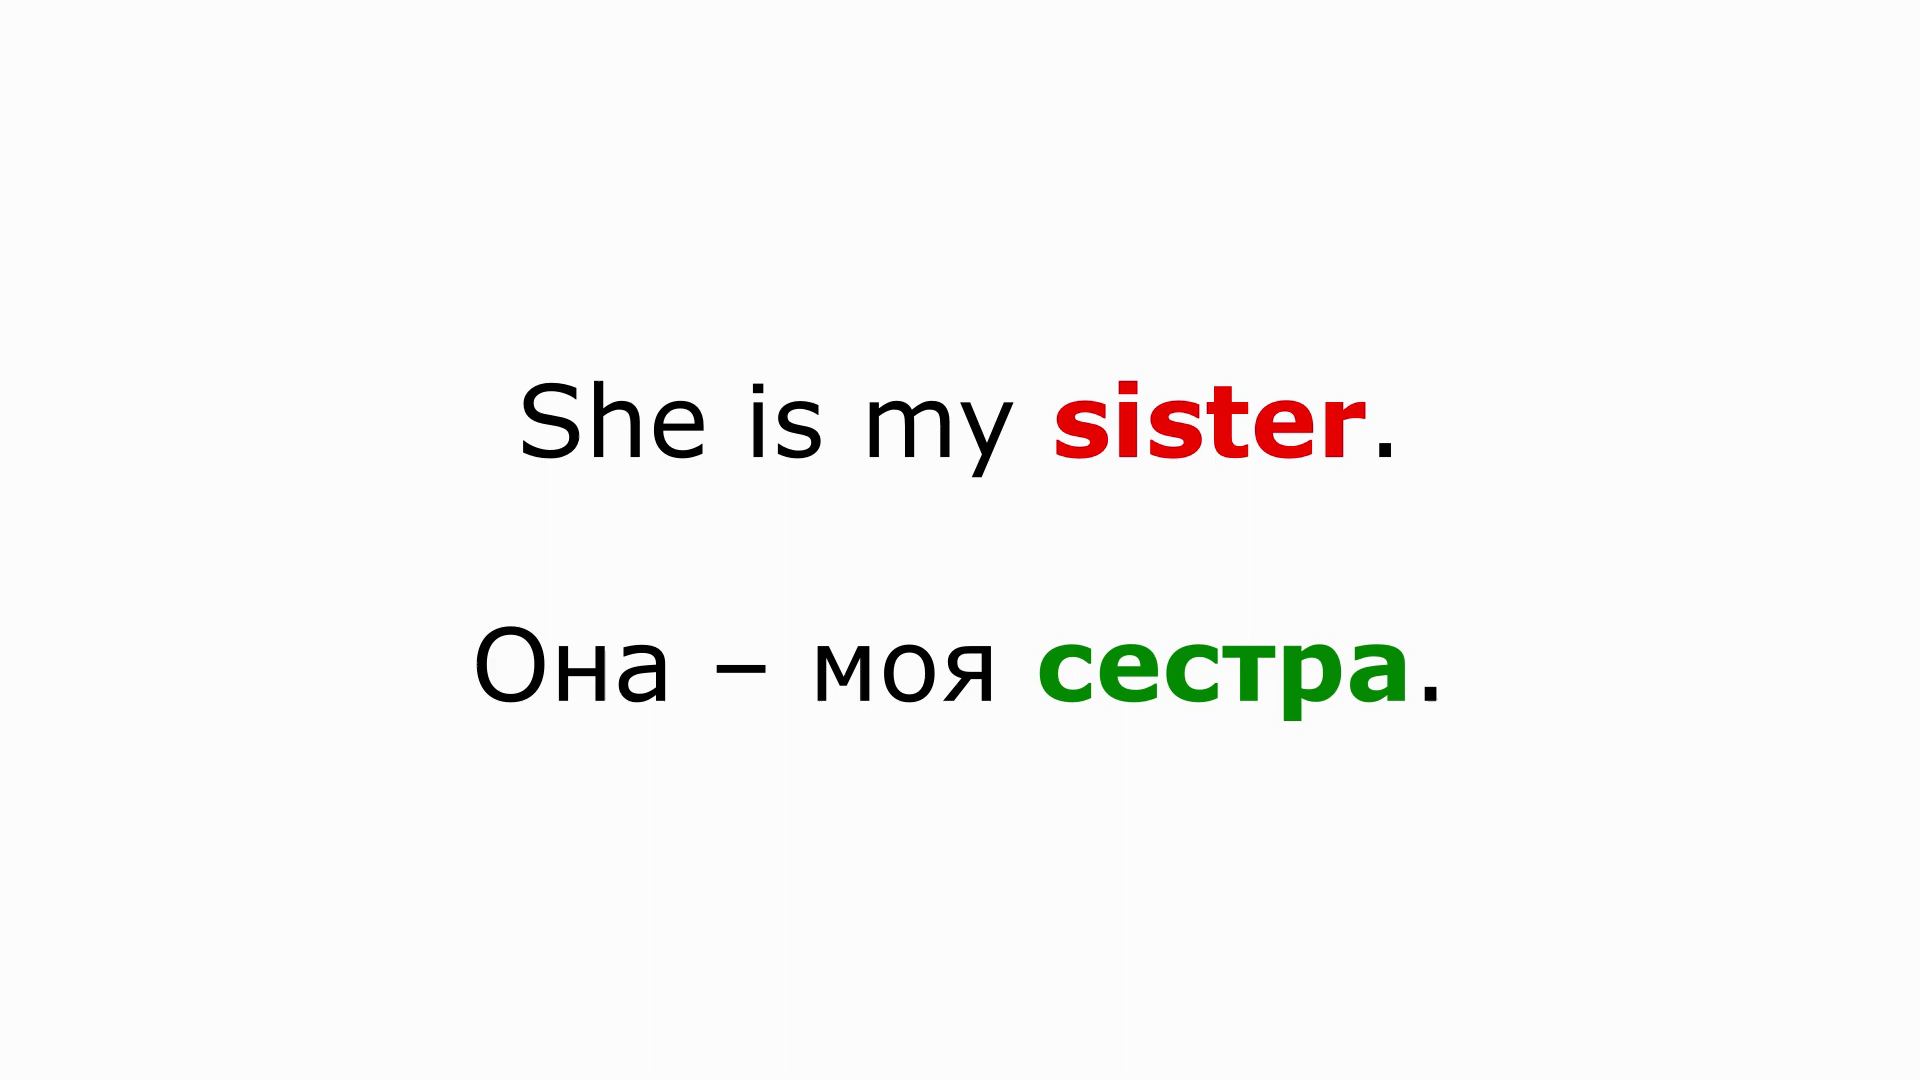 She is my sister.
Она – моя сестра.